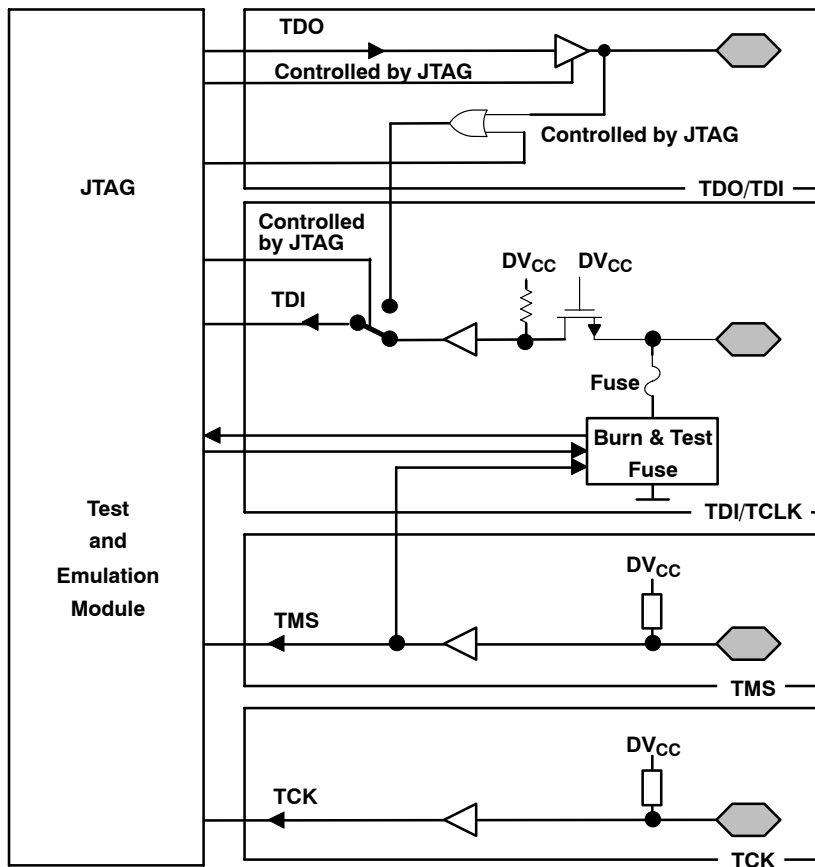 TDO
Controlled by JTAG
Controlled by JTAG
JTAG
TDO/TDI
Controlled
by JTAG
DVCC
DVCC
TDI
Fuse
Burn & Test
Fuse
TDI/TCLK
Test
and
Emulation
Module
DVCC
TMS
TMS
DVCC
TCK
TCK